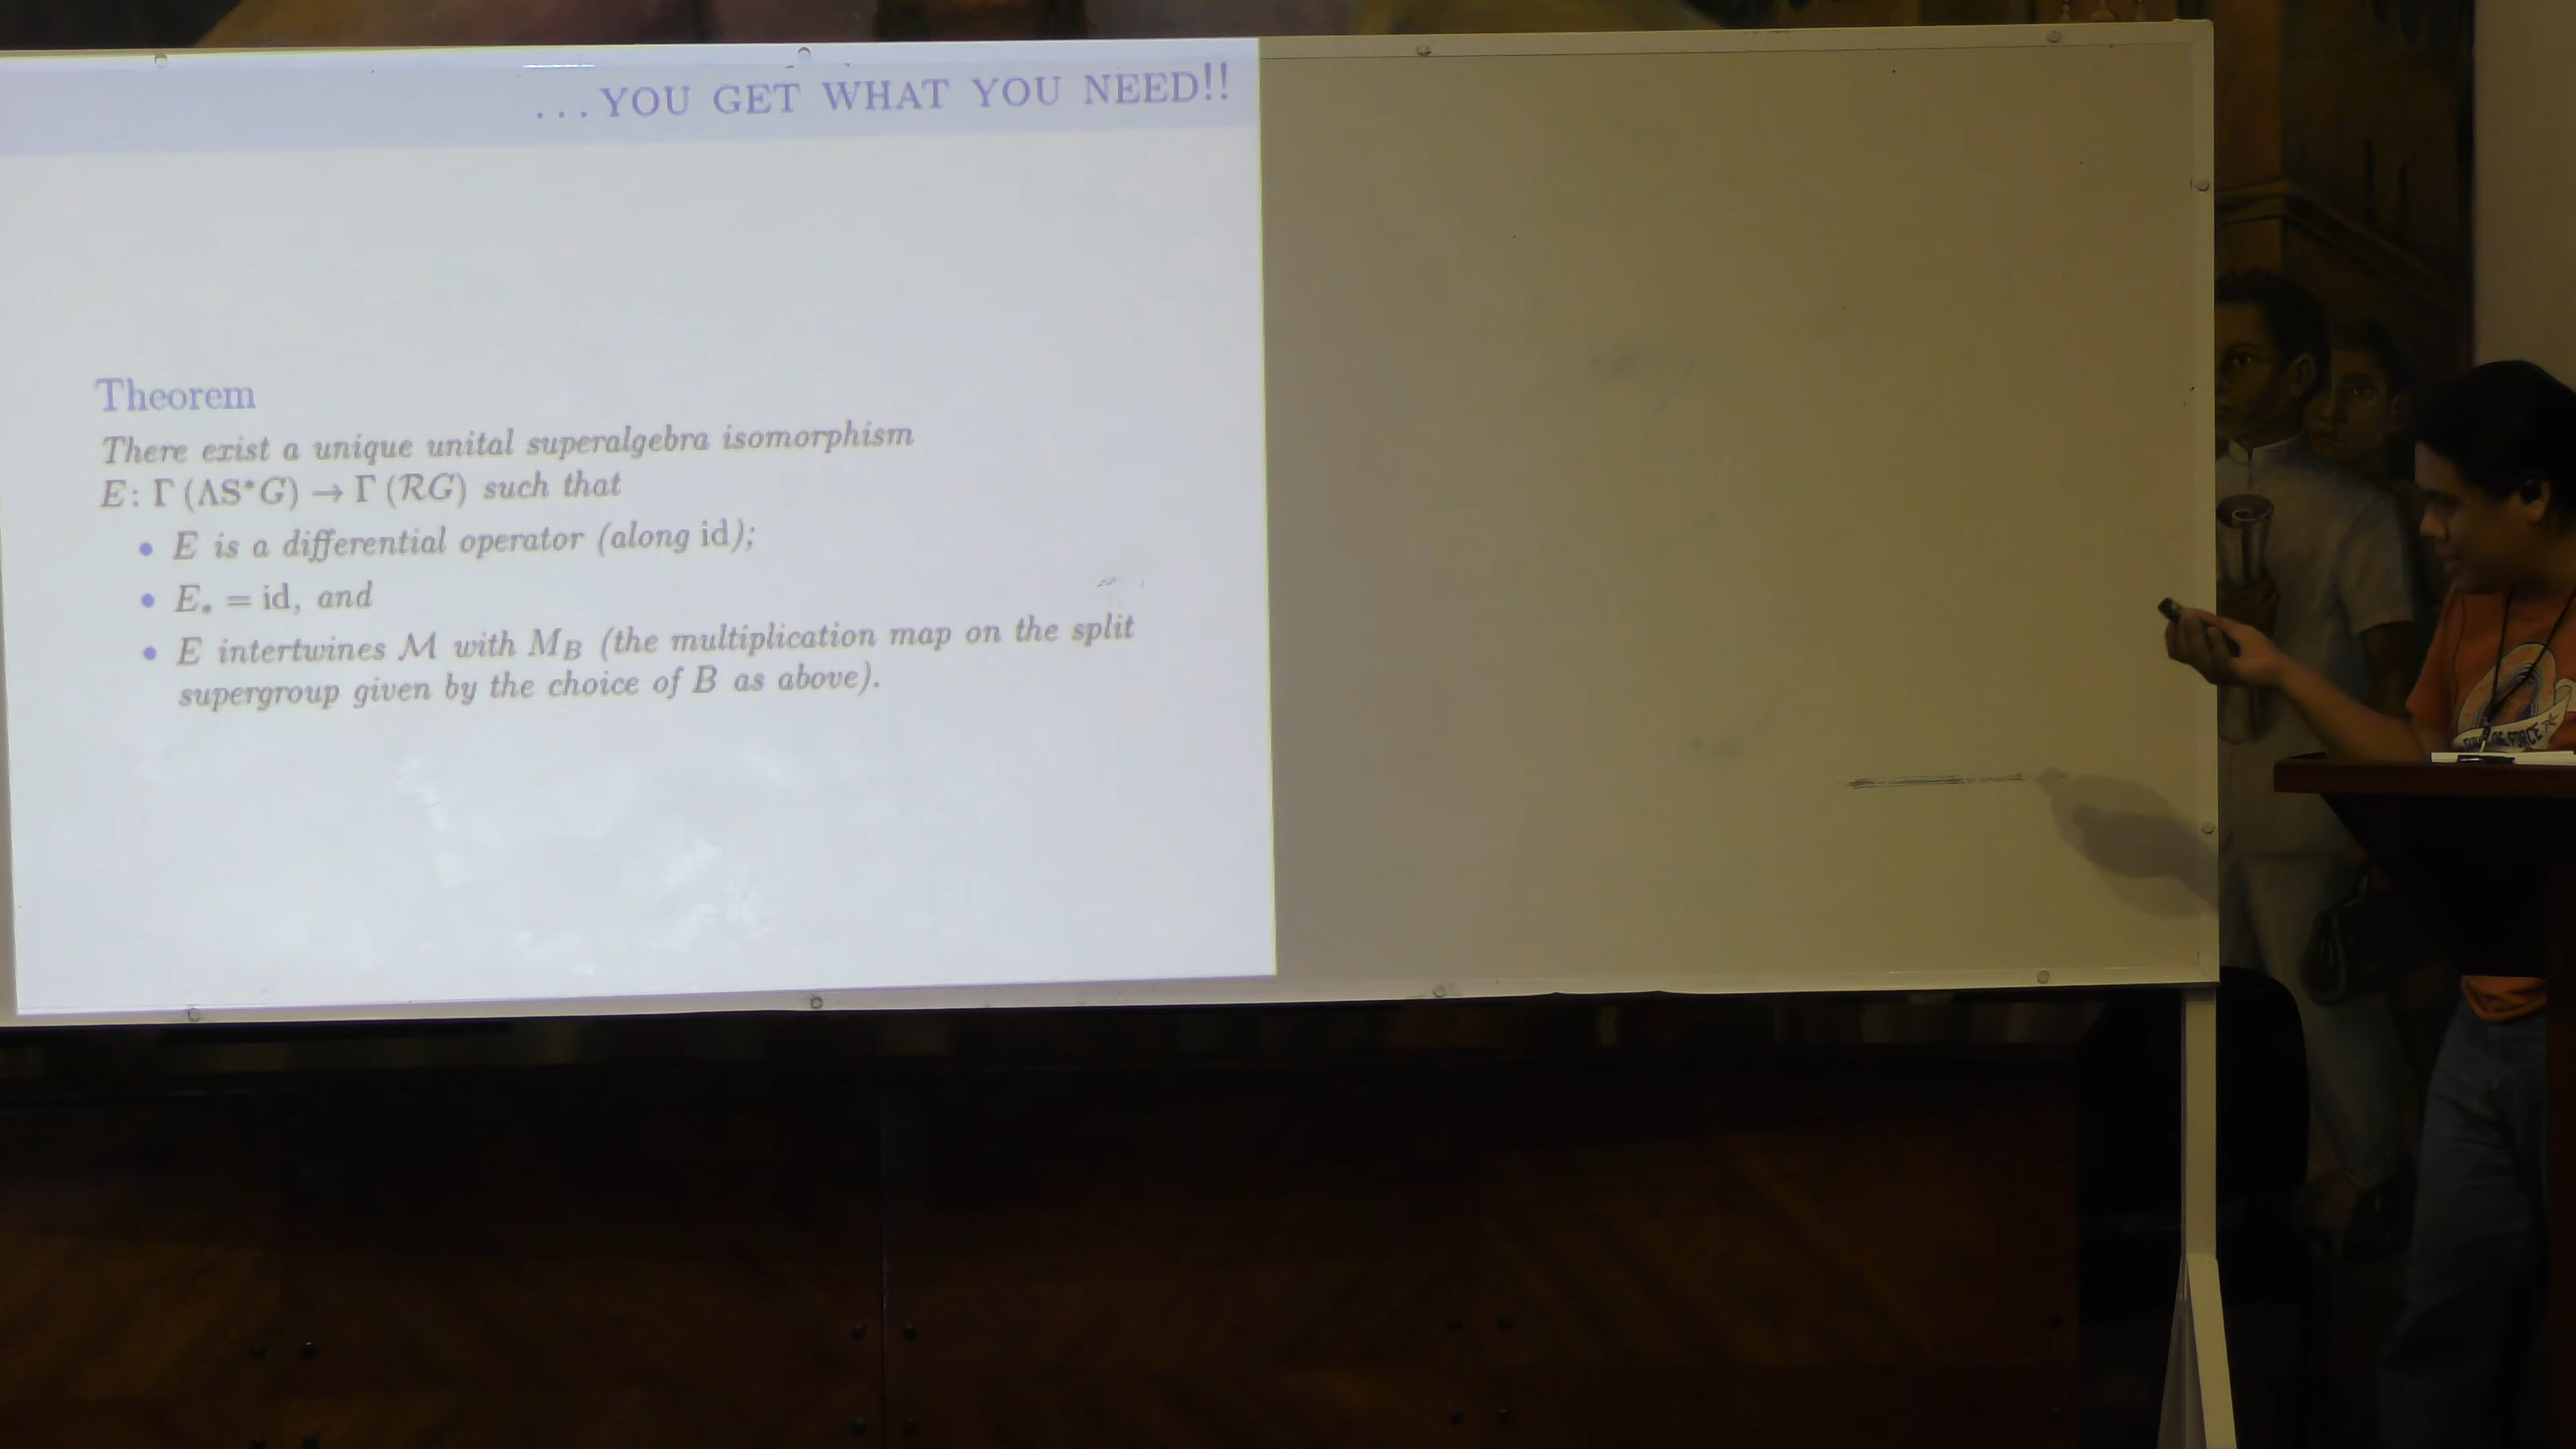 ...YOU GET WHAT YOU NEED!!
Theorem
There exist a unique unital superalgebra isomorphism
E: Γ (ΛS*G) → Γ (ℛG) such that
• E is a differential operator (along id);
• E* = id, and
• E intertwines ℳ with M_B (the multiplication map on the split
supergroup given by the choice of B as above).
FORCE